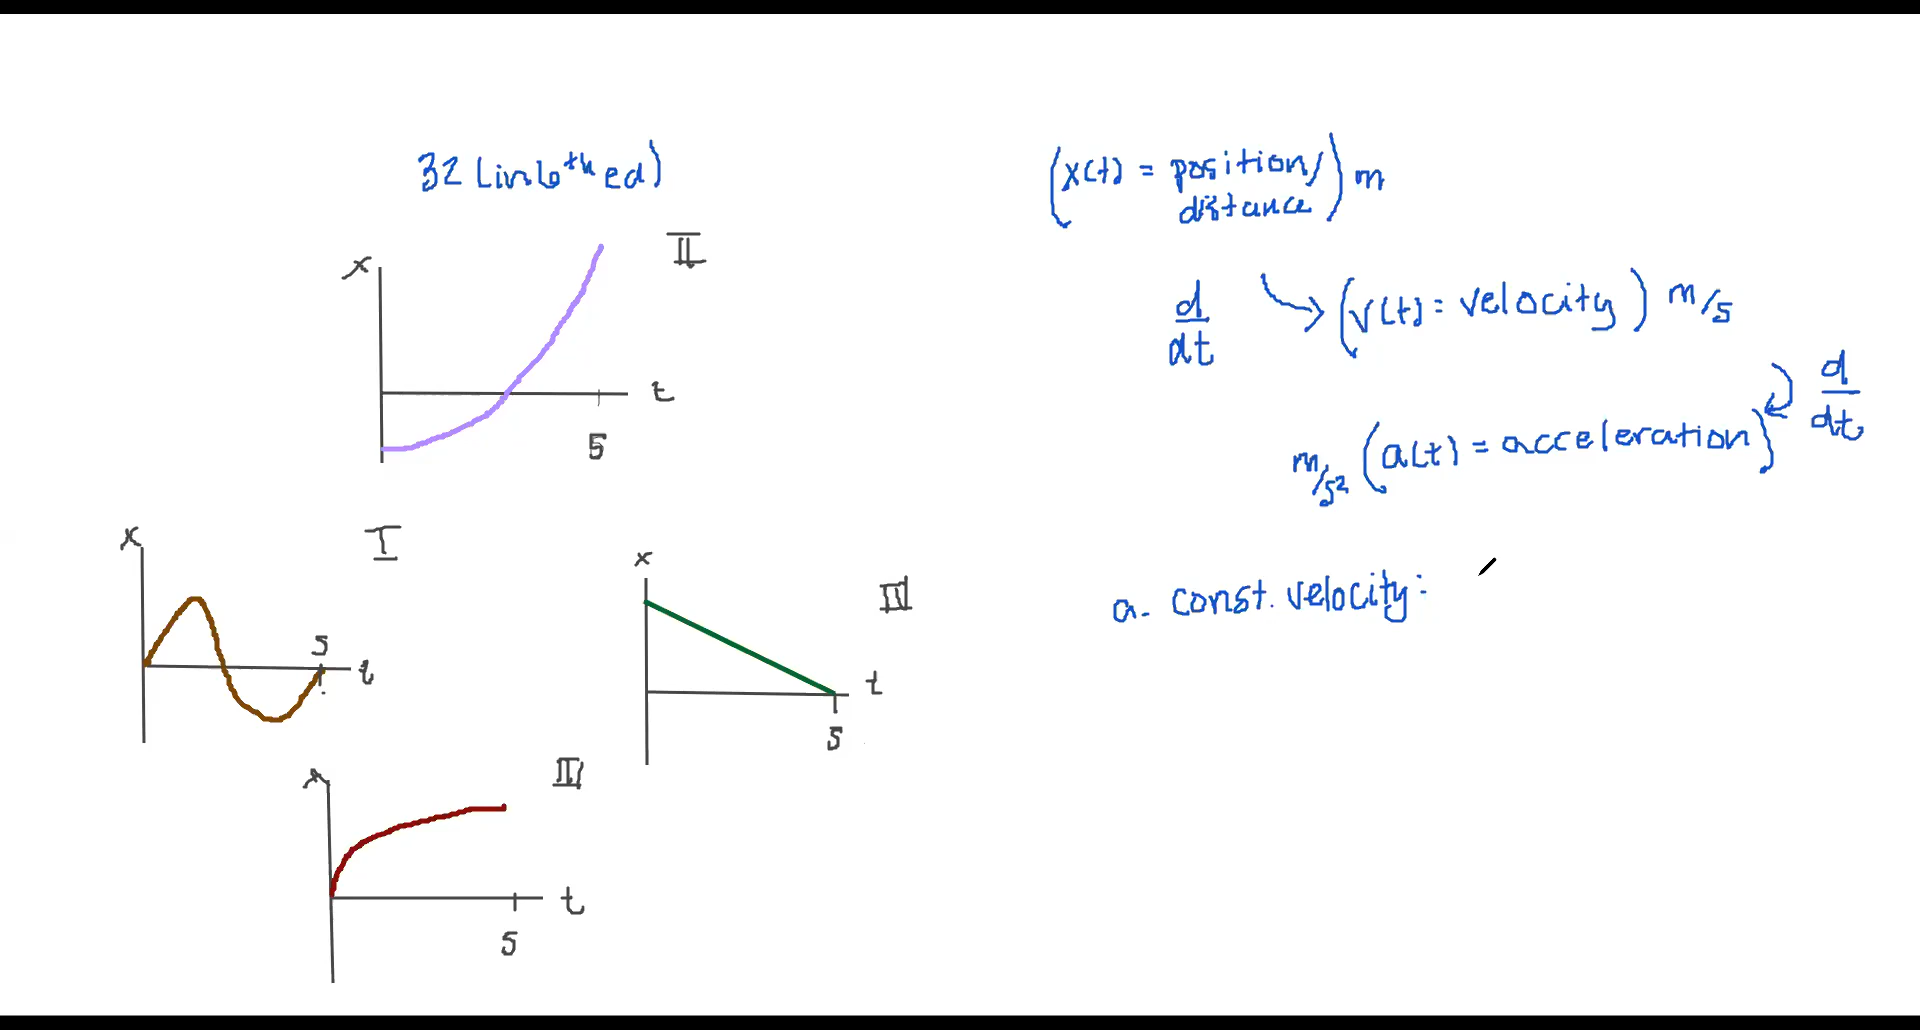 32 (in 6th ed)
x
II
t
5
x
I
5
t
x
IV
t
5
x
III
t
5
(x(t) = position/
distance) m
d/dt
(v(t) = velocity) m/s
d/dt
m/s² (a(t) = acceleration)
a. const. velocity: